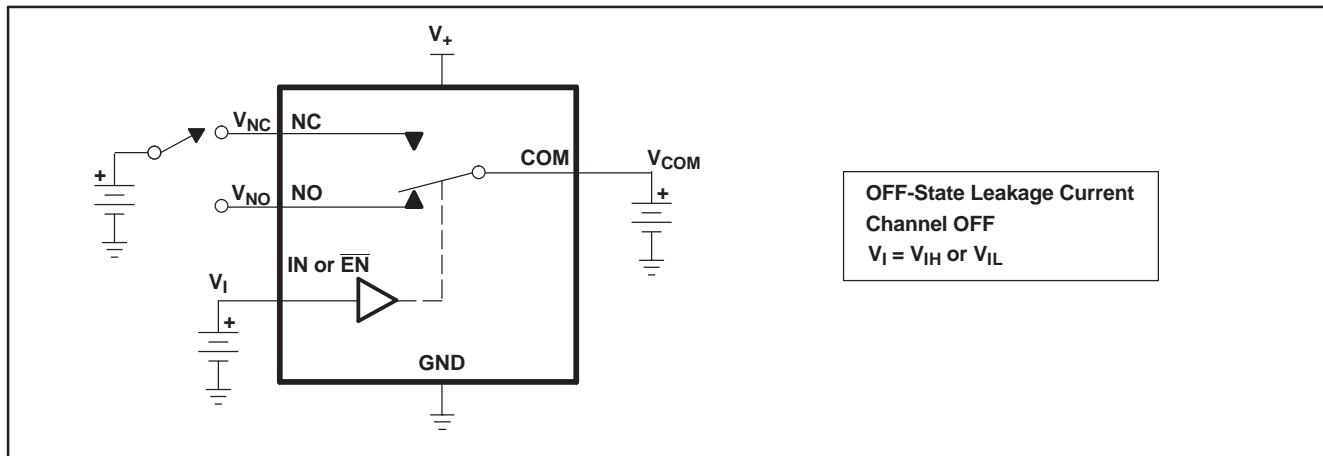 V+
VNC NC
COM VCOM
+
VNO NO
+
IN or E̅N̅
VI
+
GND
OFF-State Leakage Current
Channel OFF
VI = VIH or VIL